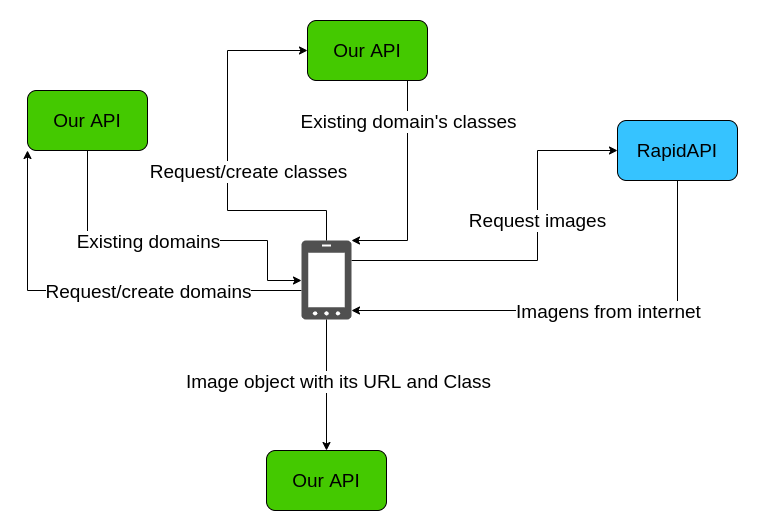 Our API
Our API
Existing domain's classes
RapidAPI
Request/create classes
Request images
Existing domains
Request/create domains
Imagens from internet
Image object with its URL and Class
Our API